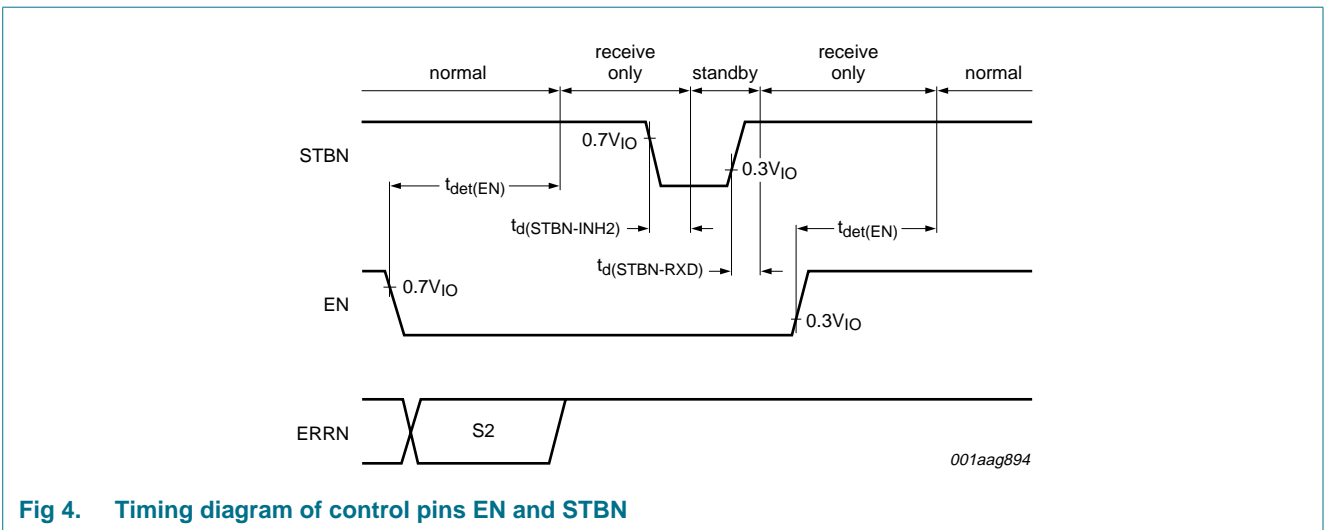 receive
only
receive
only
normal
standby
normal
STBN
0.7VIO
0.3VIO
tdet(EN)
td(STBN-INH2)
tdet(EN)
td(STBN-RXD)
EN
0.7VIO
0.3VIO
ERRN
S2
001aag894
Fig 4. Timing diagram of control pins EN and STBN